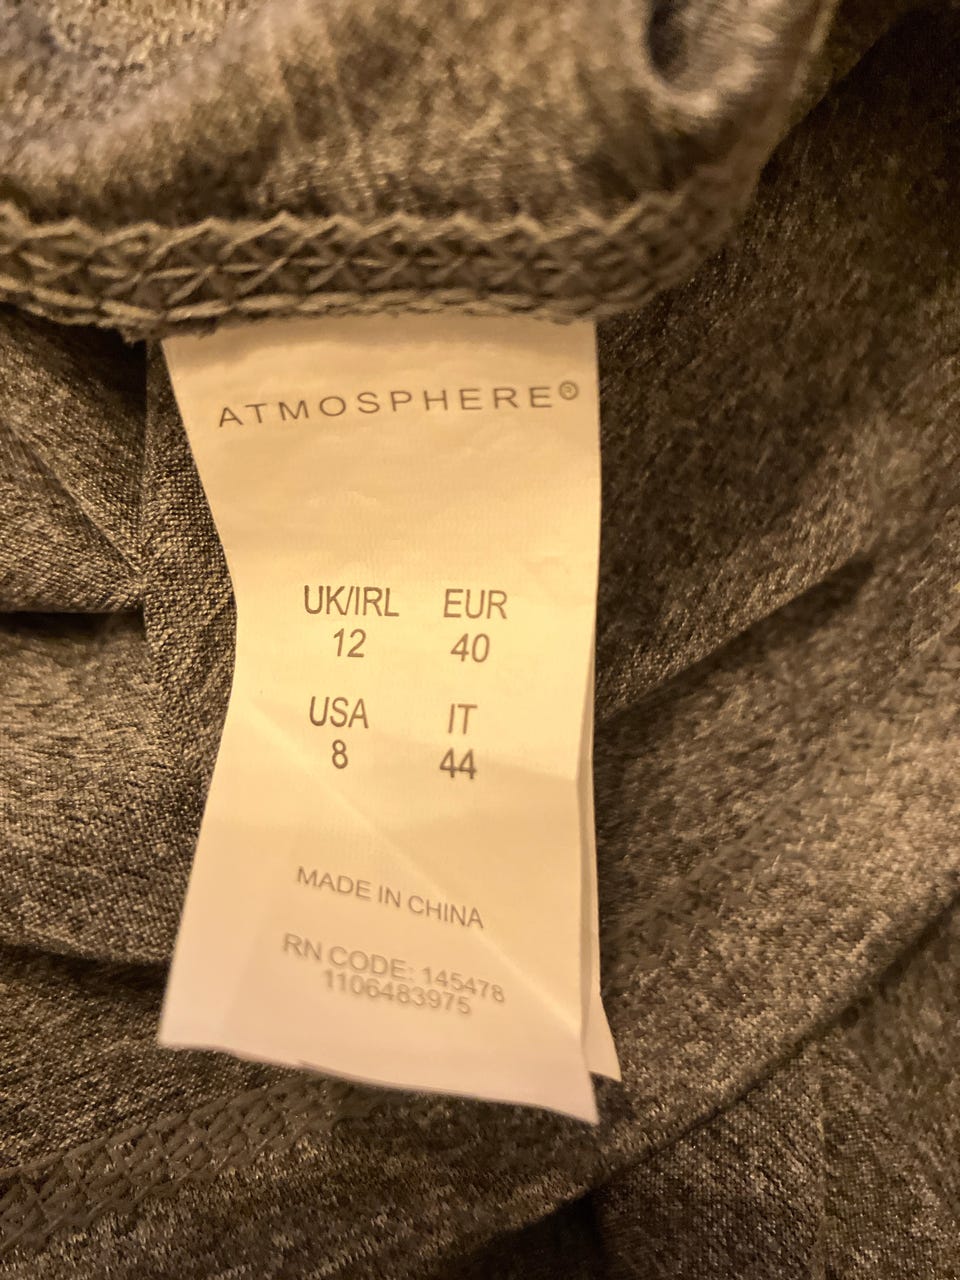 ATMOSPHERE®
UK/IRL EUR
12 40
USA IT
8 44
MADE IN CHINA
RN CODE: 145478
1106483975